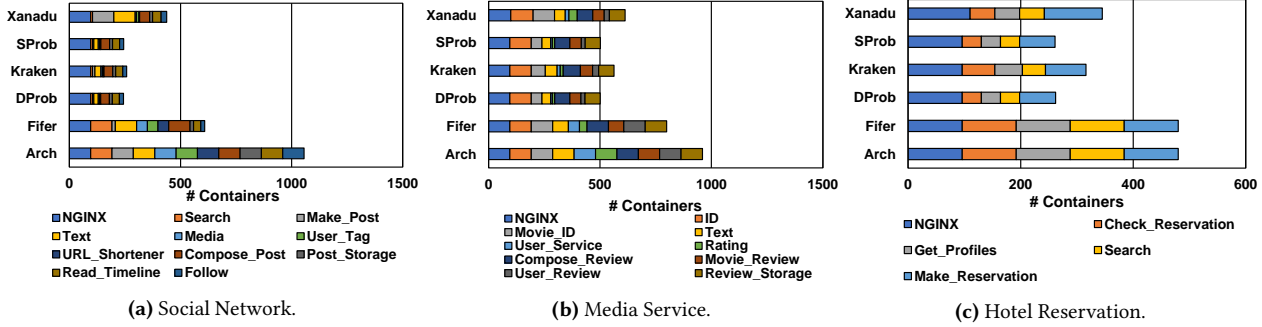 Xanadu
SProb
Kraken
DProb
Fifer
Arch
0 500 1000 1500
# Containers
NGINX Search Make_Post
Text Media User_Tag
URL_Shortener Compose_Post Post_Storage
Read_Timeline Follow
(a) Social Network.
Xanadu
SProb
Kraken
DProb
Fifer
Arch
0 500 1000 1500
# Containers
NGINX ID
Movie_ID Text
User_Service Rating
Compose_Review Movie_Review
User_Review Review_Storage
(b) Media Service.
Xanadu
SProb
Kraken
DProb
Fifer
Arch
0 200 400 600
# Containers
NGINX Check_Reservation
Get_Profiles Search
Make_Reservation
(c) Hotel Reservation.